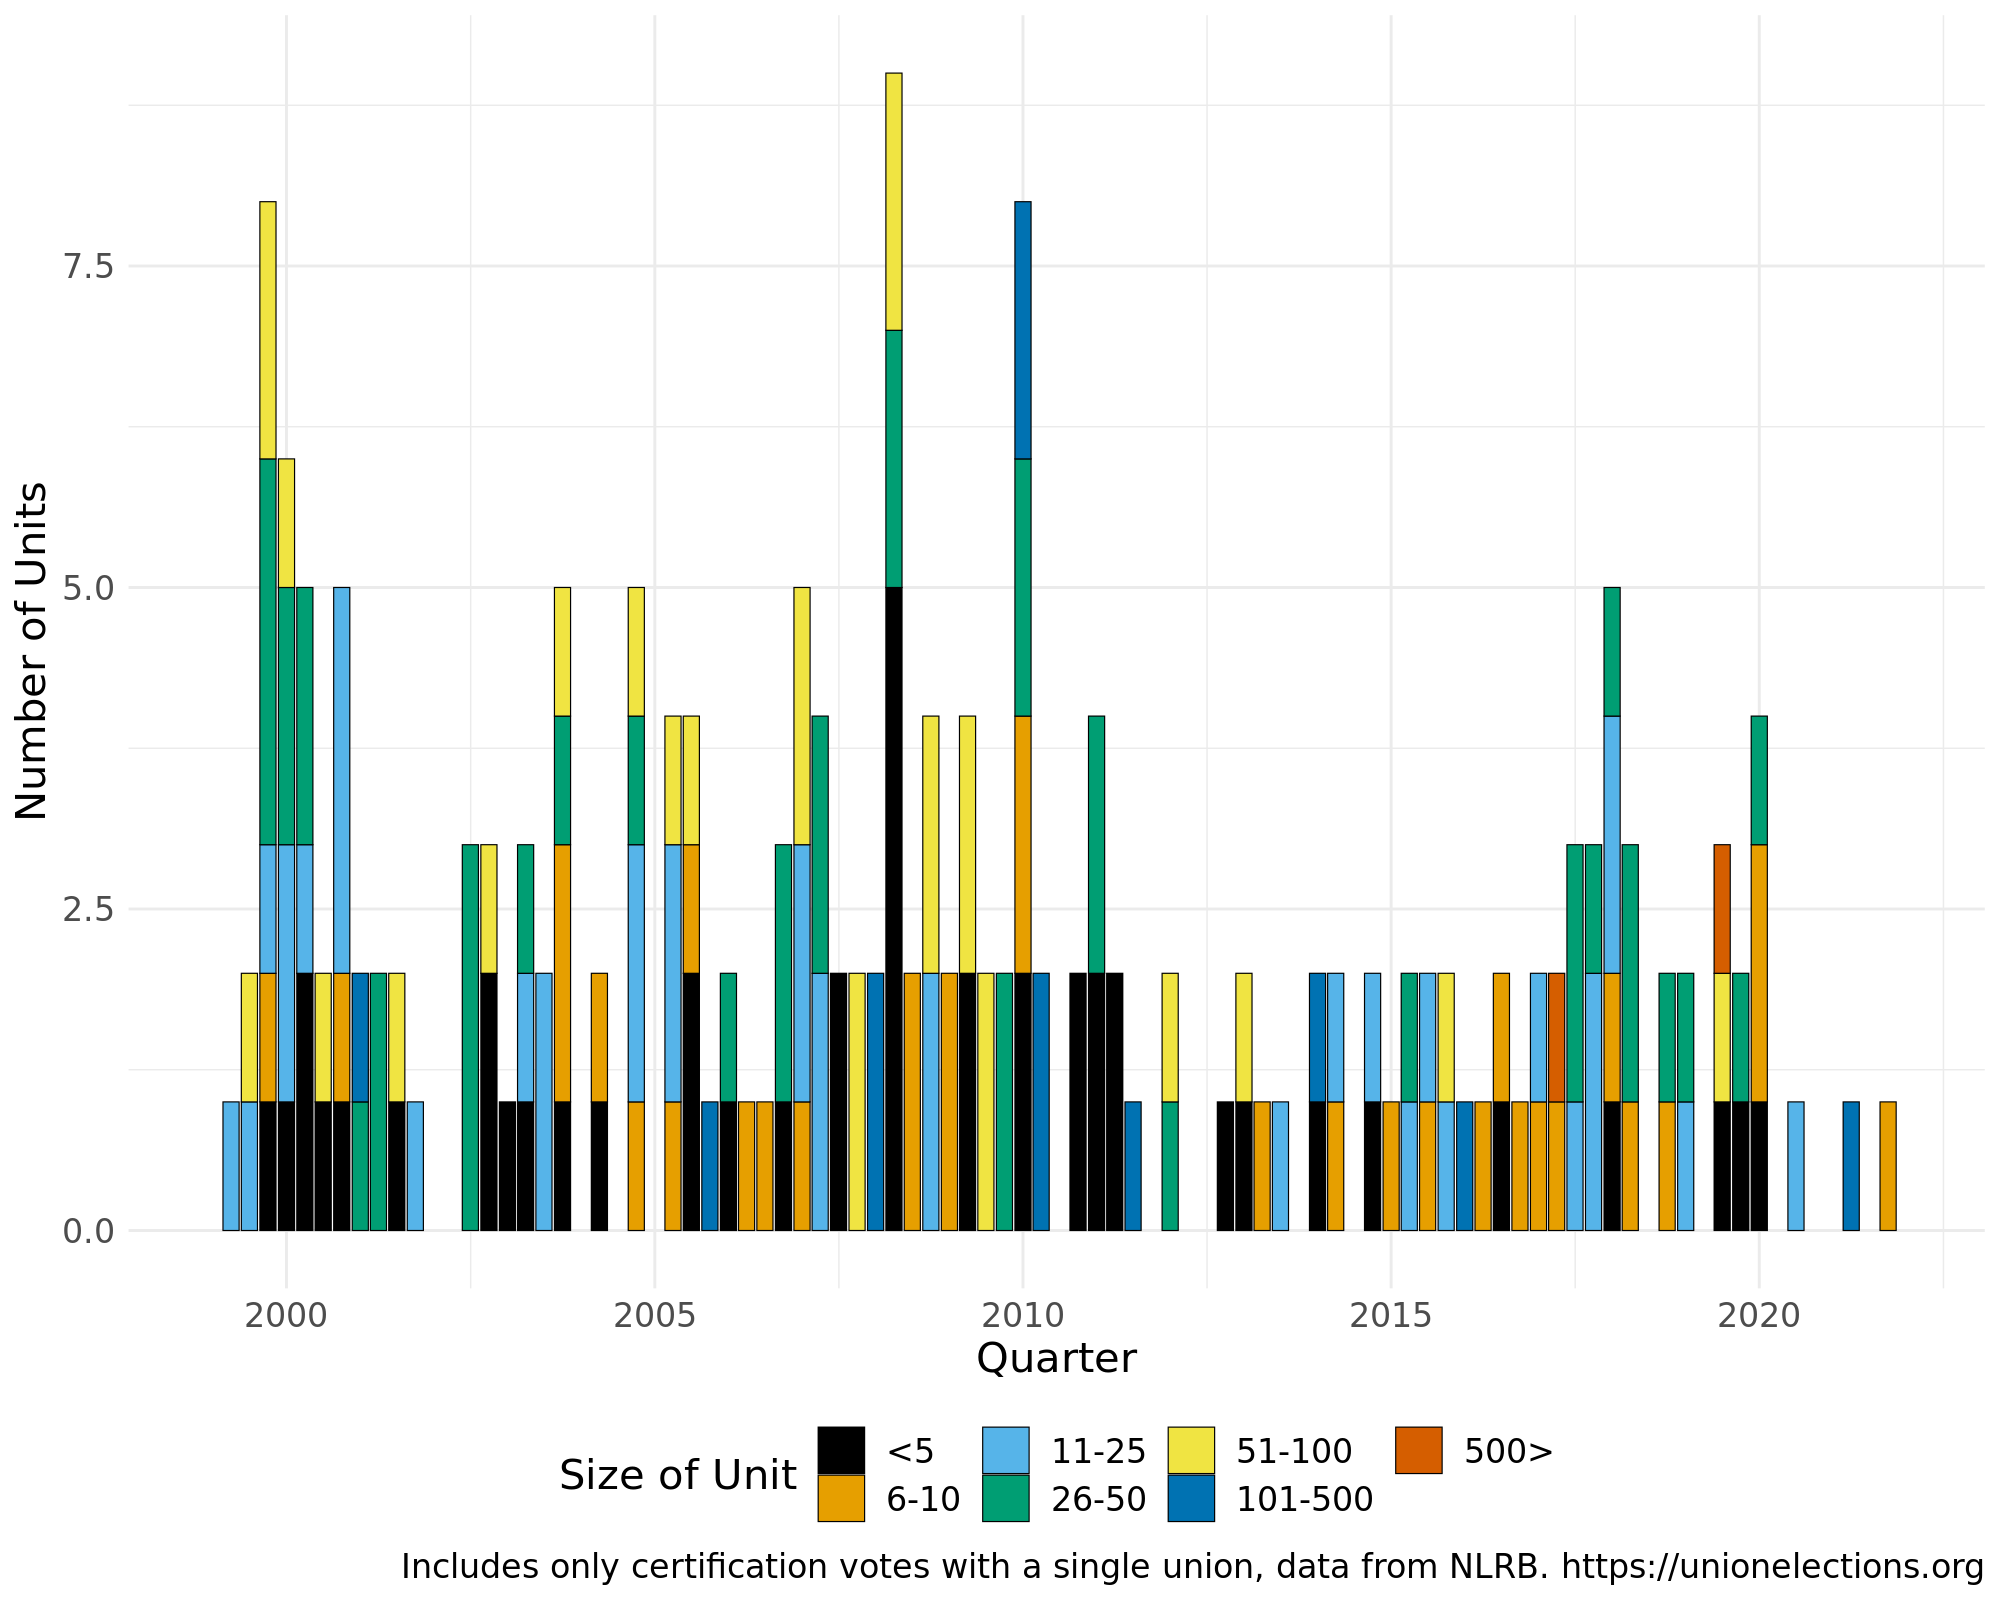 Number of Units
7.5
5.0
2.5
0.0
2000 2005 2010 2015 2020
Quarter
Size of Unit
<5 11-25 51-100 500>
6-10 26-50 101-500
Includes only certification votes with a single union, data from NLRB. https://unionelections.org